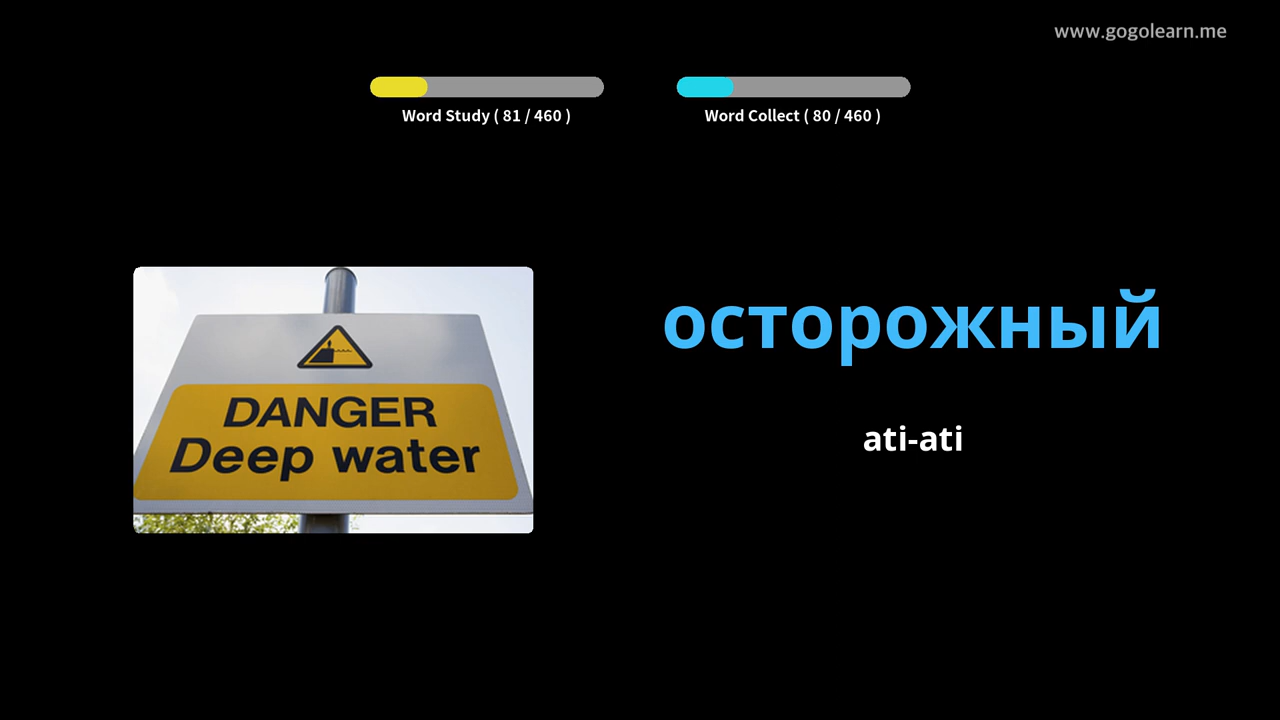 www.gogolearn.me
Word Study ( 81 / 460 )
Word Collect ( 80 / 460 )
DANGER
Deep water
осторожный
ati-ati